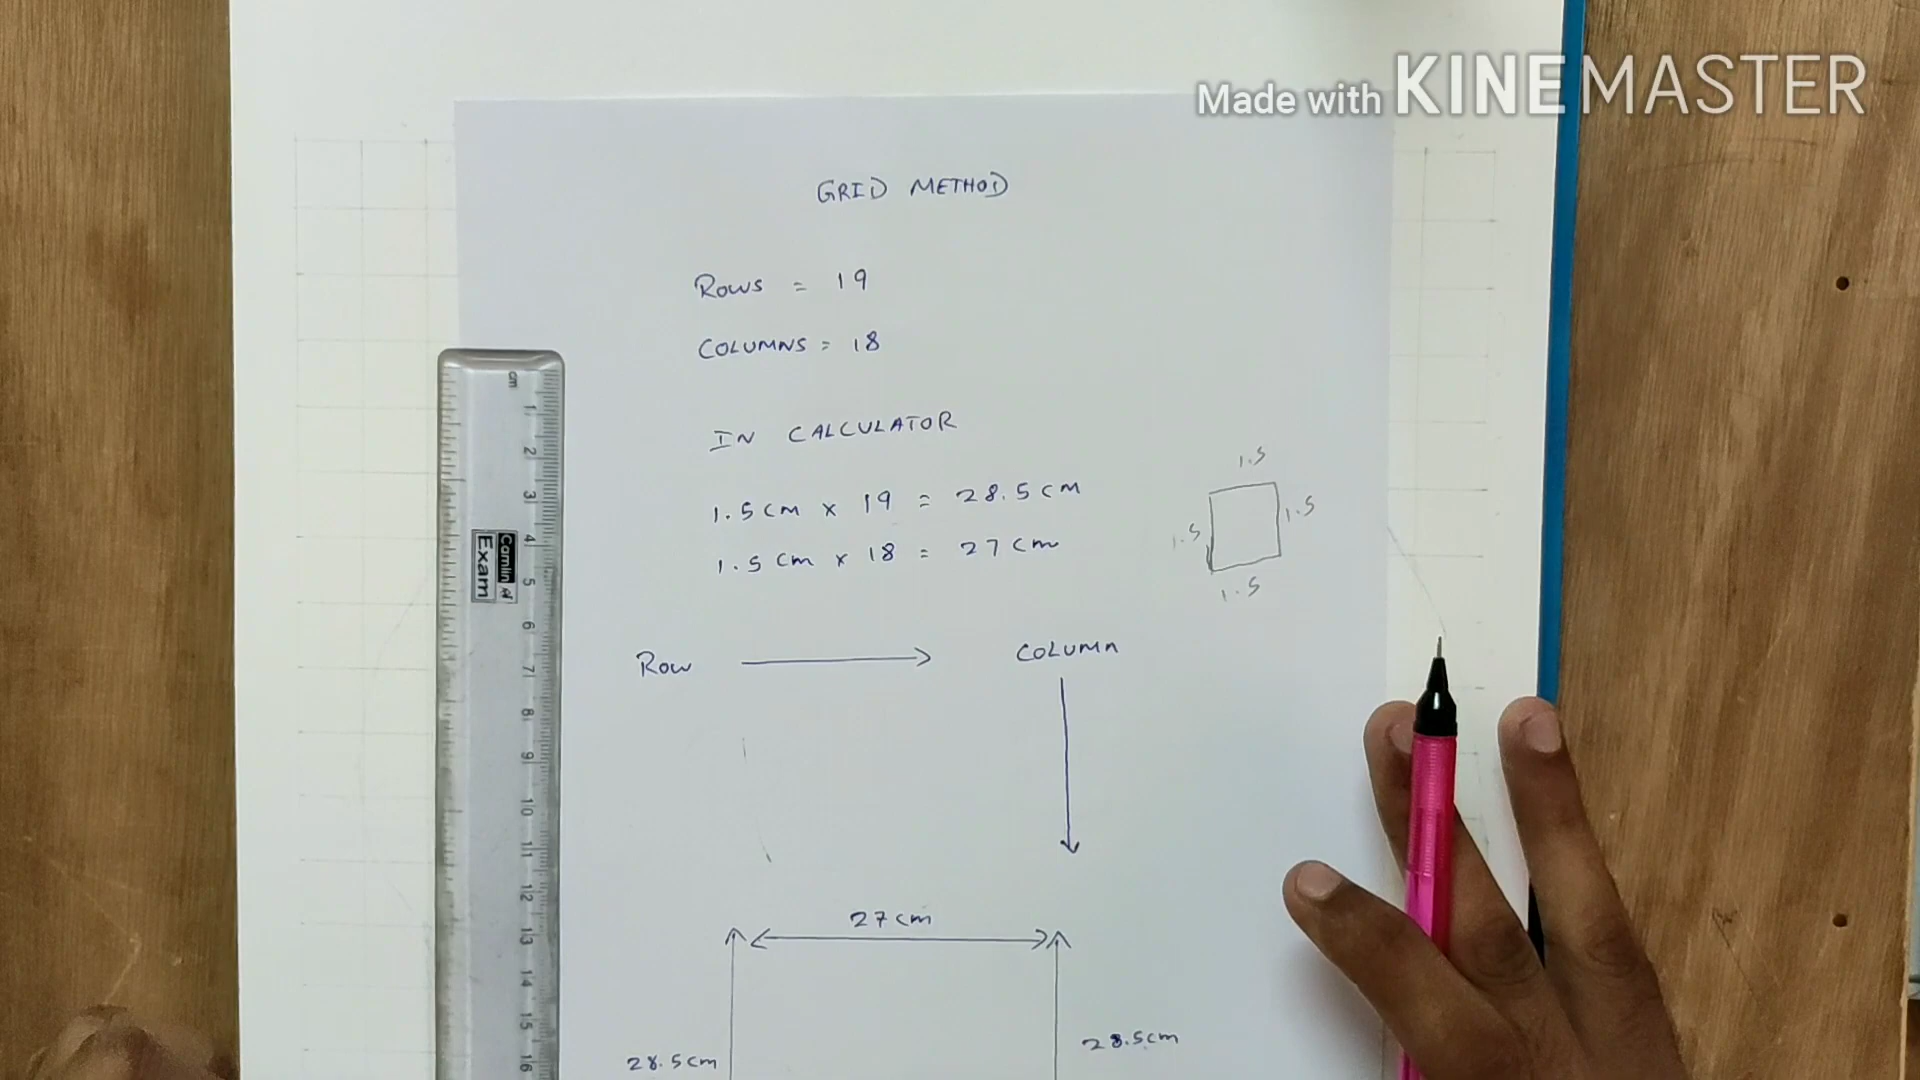 Made with KINEMASTER
GRID METHOD
ROWS = 19
COLUMNS = 18
IN CALCULATOR
1.5 CM x 19 = 28.5 CM
1.5 Cm x 18 = 27 Cm
1.5
1.5
1.5
1.5
ROW
COLUMN
27 cm
28.5 cm
28.5cm
cm
1
2
3
4
5
6
7
8
9
10
11
12
13
14
15
16
Camlin
Exam